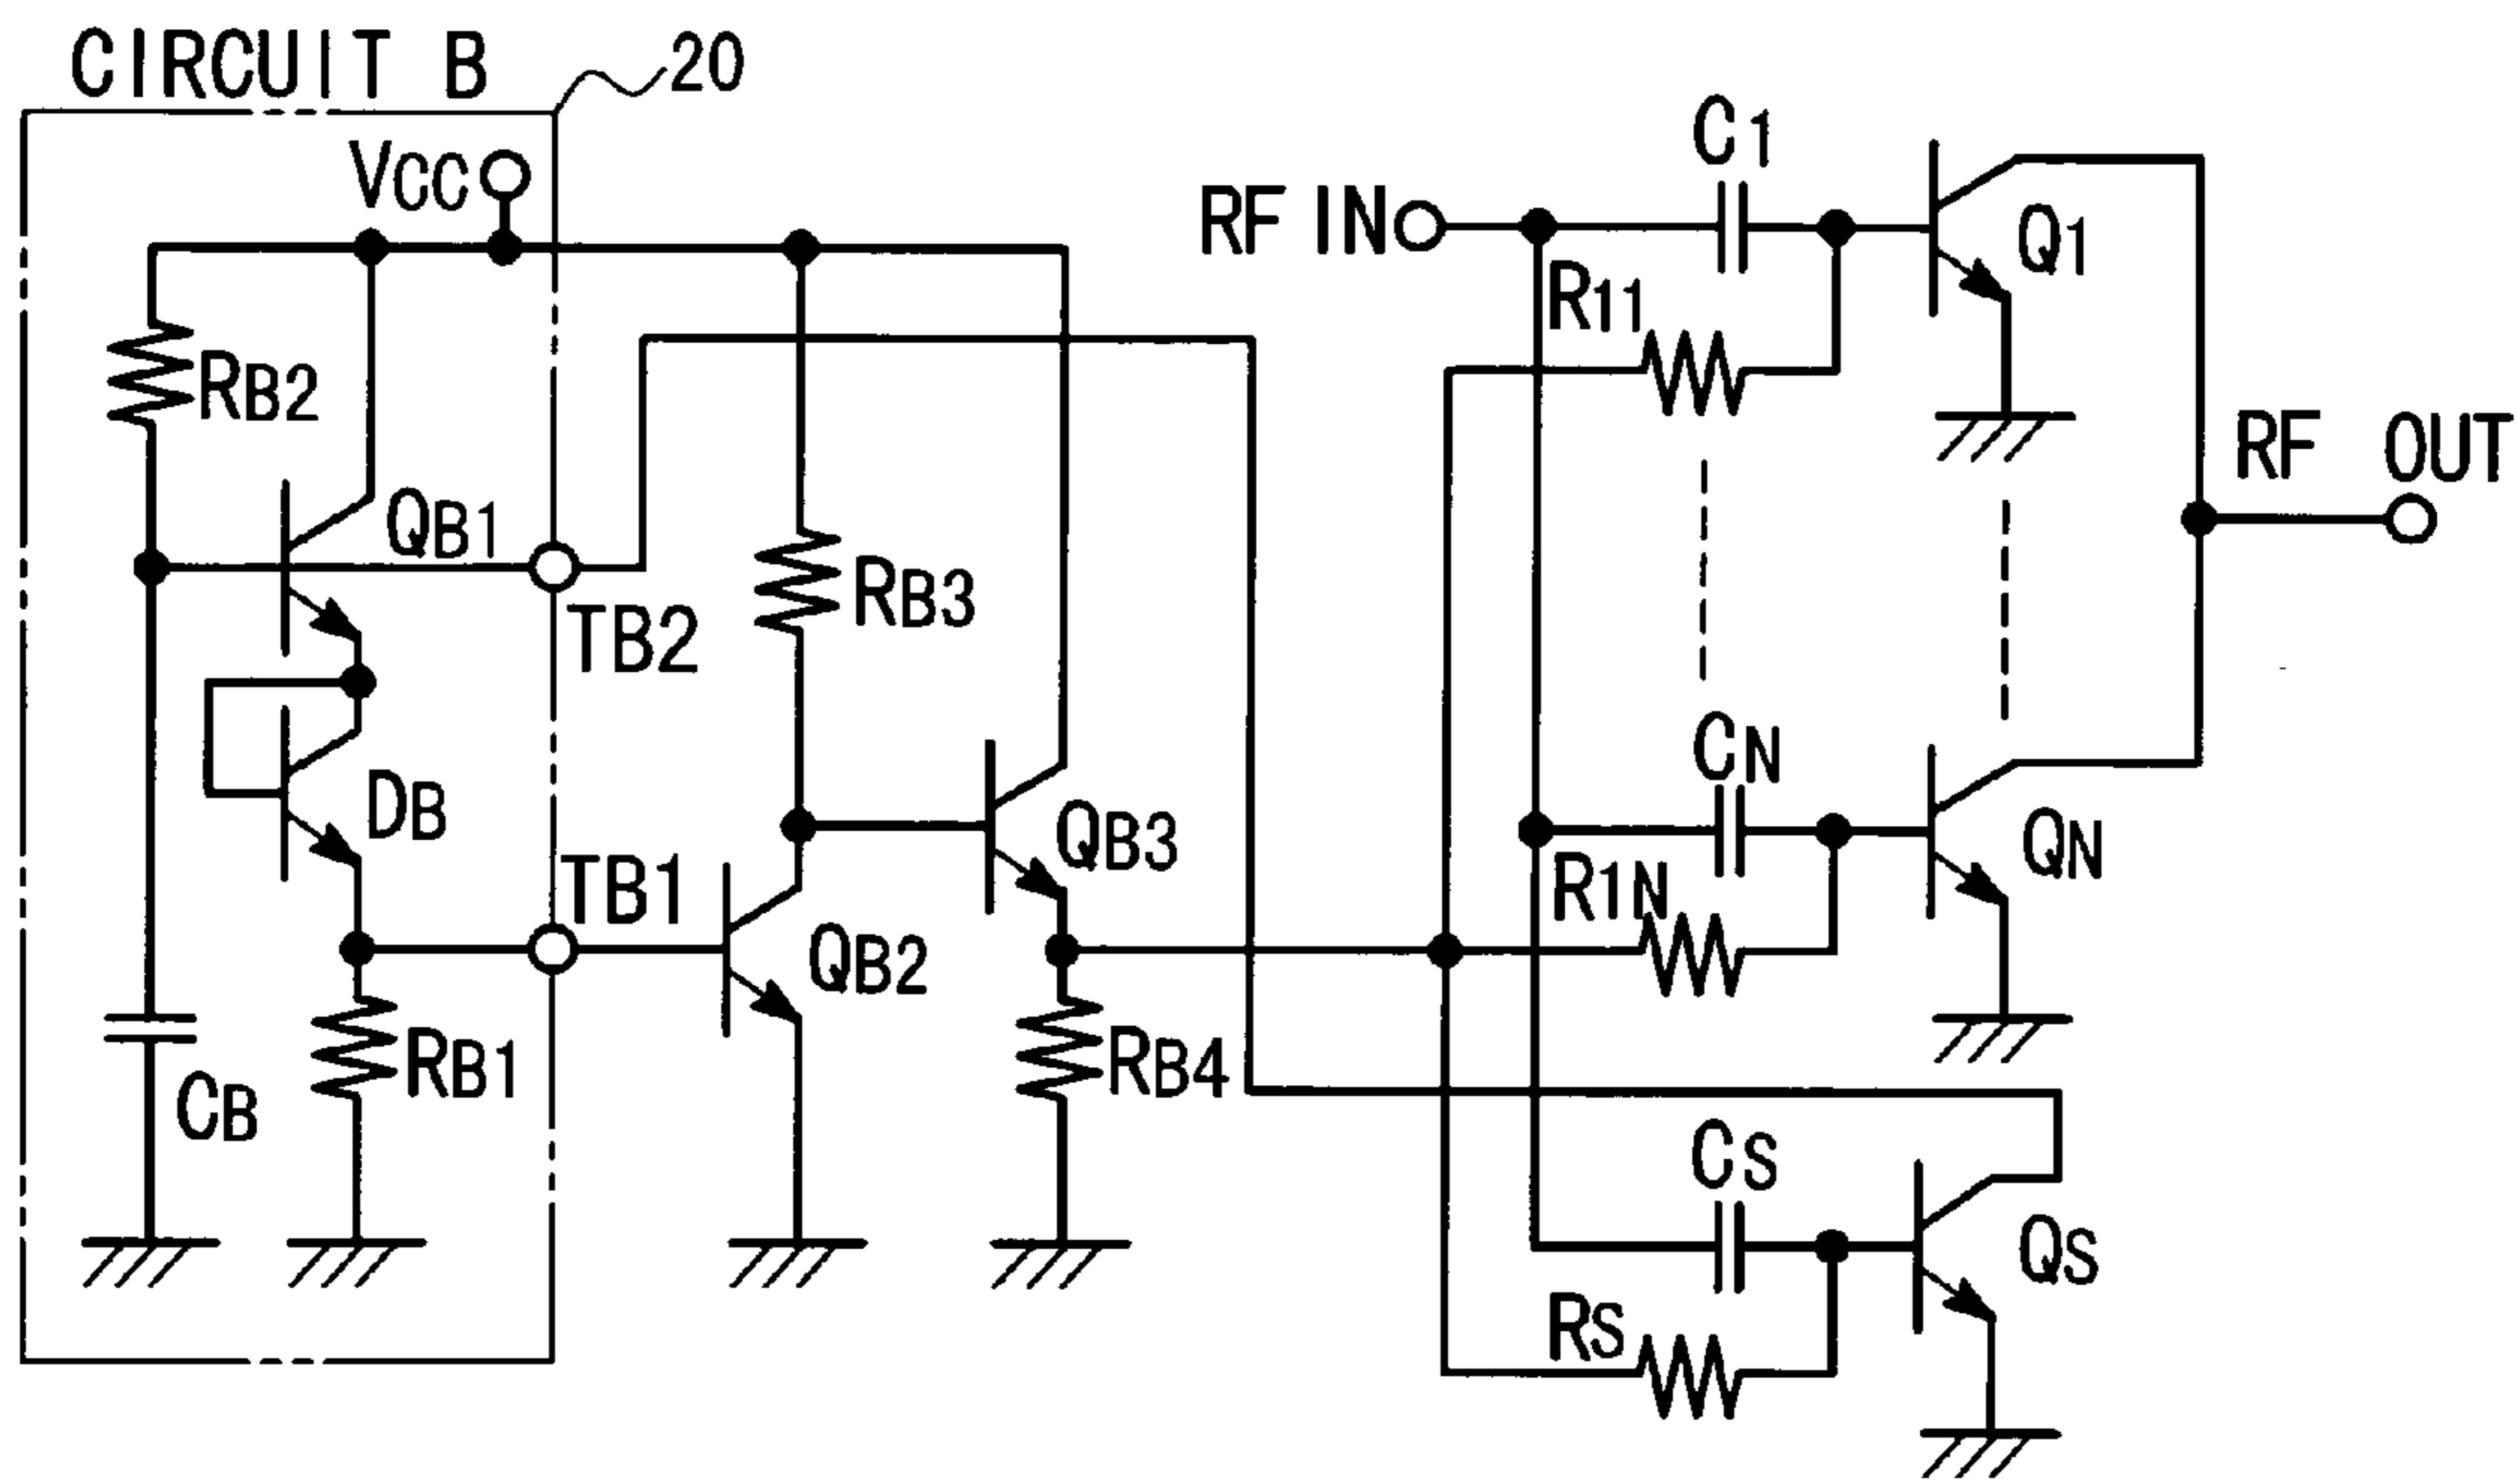 CIRCUIT B
20
VCC
RB2
QB1
TB2
DB
TB1
RB1
CB
RB3
QB2
QB3
RB4
RF IN
C1
R11
Q1
RF OUT
CN
R1N
QN
CS
RS
QS